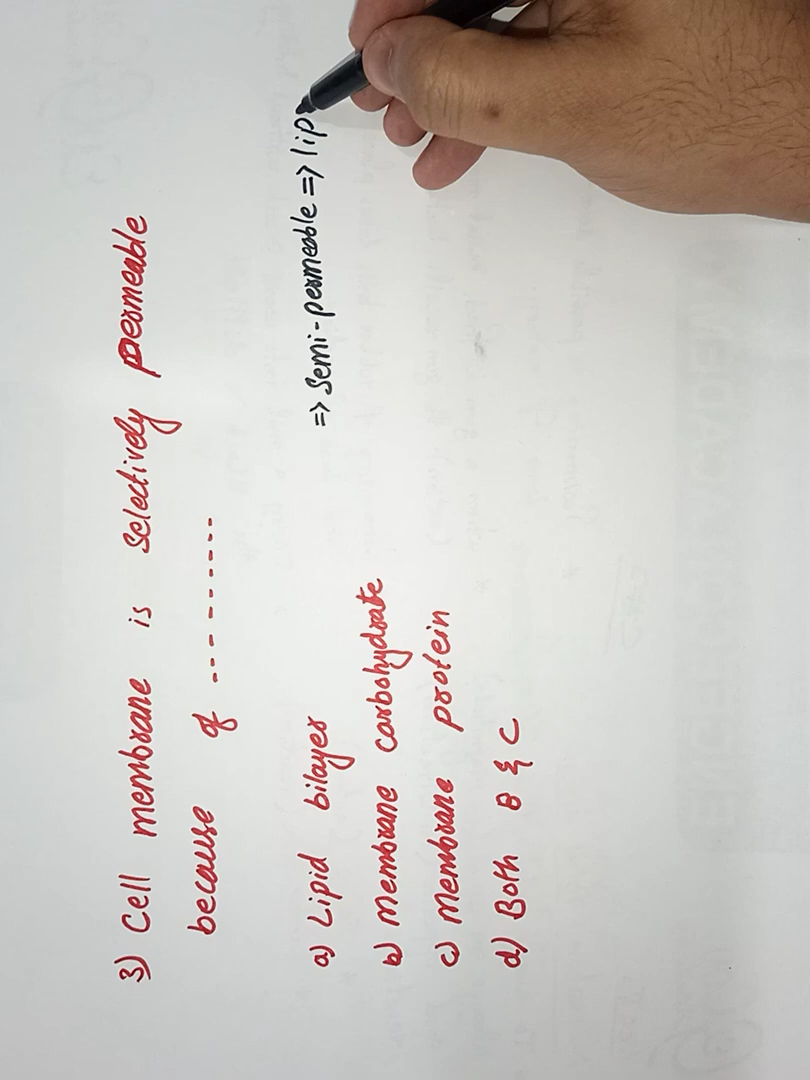 3) Cell membrane is selectively permeable
because of ----------
a) Lipid bilayer
b) membrane carbohydrate
c) membrane protein
d) Both B & C
=> Semi-permeable => lip